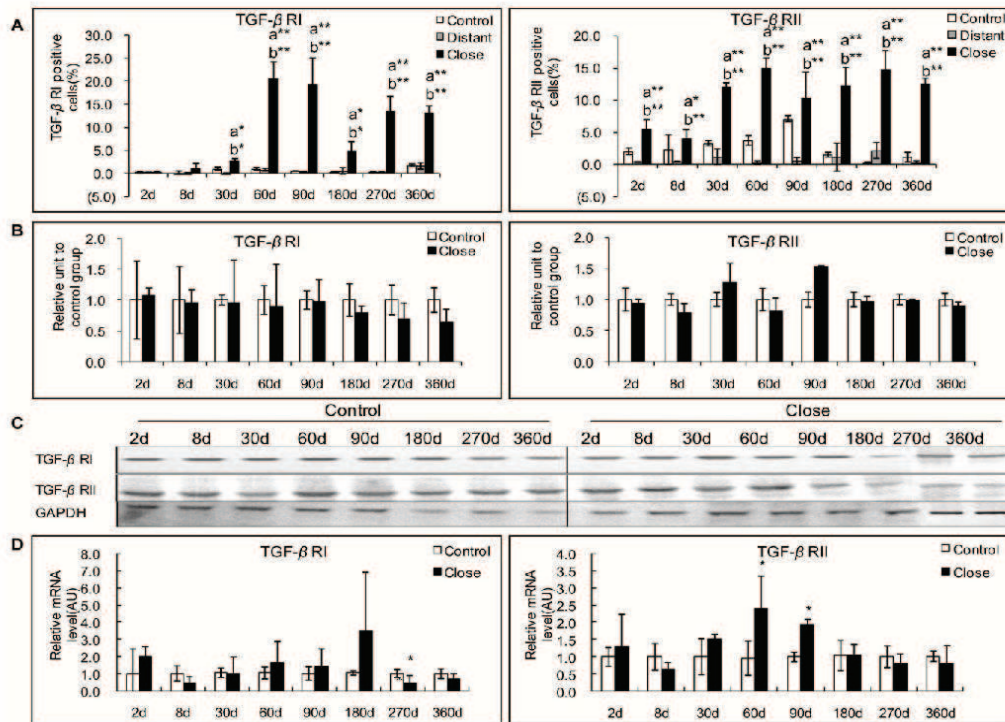 A
TGF-β RI
Control
Distant
Close
TGF-β RI positive
cells(%)
30.0
25.0
20.0
15.0
10.0
5.0
0.0
(5.0)
a*
b*
a**
b**
a**
b**
a*
b*
a**
b**
a**
b**
2d 8d 30d 60d 90d 180d 270d 360d
TGF-β RII
Control
Distant
Close
TGF-β RII positive
cells(%)
20.0
15.0
10.0
5.0
0.0
(5.0)
a**
b**
a*
b**
a**
b**
a**
b**
a**
b**
a**
b**
a**
b**
a**
b**
2d 8d 30d 60d 90d 180d 270d 360d
B
TGF-β RI
Control
Close
Relative unit to
control group
2.0
1.5
1.0
0.5
0.0
2d 8d 30d 60d 90d 180d 270d 360d
TGF-β RII
Control
Close
Relative unit to
control group
2.0
1.5
1.0
0.5
0.0
2d 8d 30d 60d 90d 180d 270d 360d
C
Control Close
2d 8d 30d 60d 90d 180d 270d 360d 2d 8d 30d 60d 90d 180d 270d 360d
TGF-β RI
TGF-β RII
GAPDH
D
TGF-β RI
Control
Close
Relative mRNA
level(AU)
8.0
7.0
6.0
5.0
4.0
3.0
2.0
1.0
0.0
*
2d 8d 30d 60d 90d 180d 270d 360d
TGF-β RII
Control
Close
Relative mRNA
level(AU)
4.0
3.5
3.0
2.5
2.0
1.5
1.0
0.5
0.0
*
*
2d 8d 30d 60d 90d 180d 270d 360d